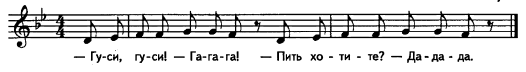 — Гу-си, гу-си! — Га-га-га! — Пить хо - ти - те? — Да-да - да.